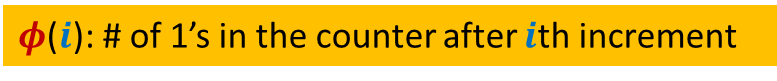 ϕ(i): # of 1's in the counter after ith increment